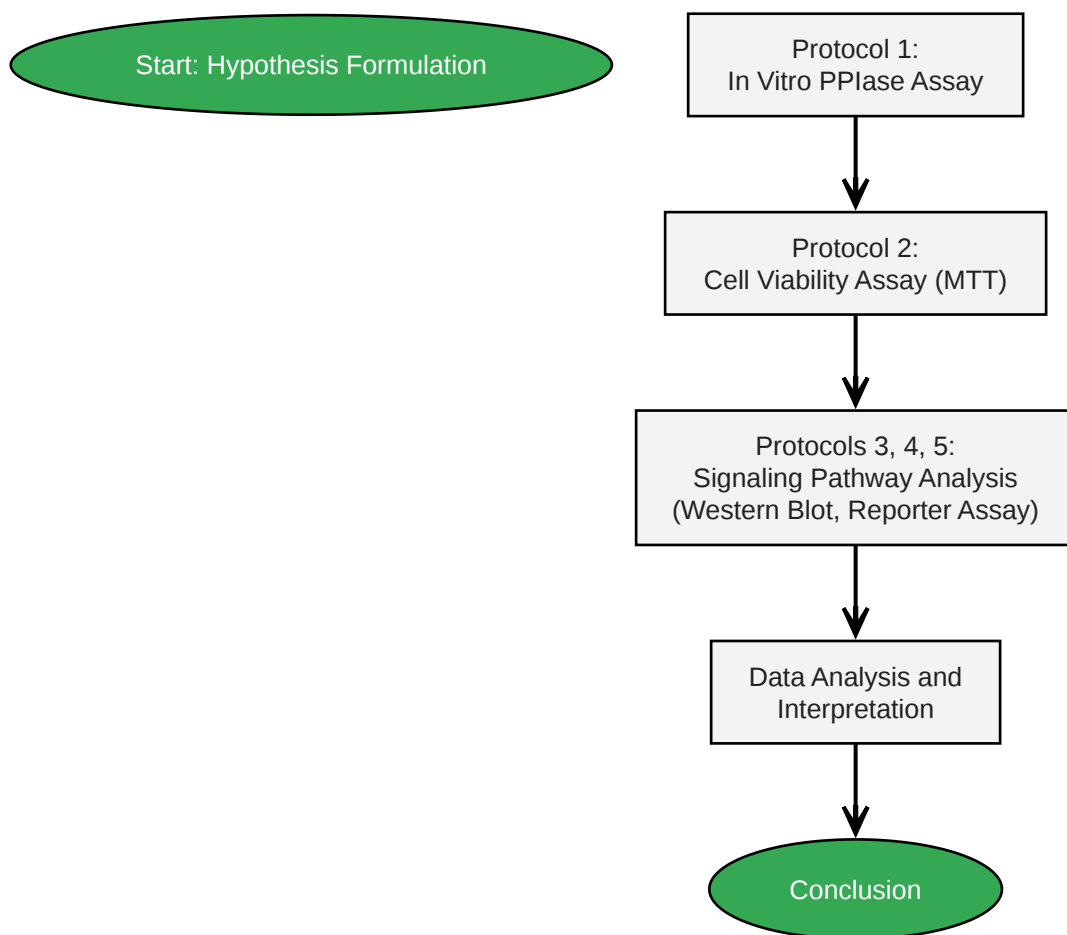 Start: Hypothesis Formulation
Protocol 1:
In Vitro PPIase Assay
Protocol 2:
Cell Viability Assay (MTT)
Protocols 3, 4, 5:
Signaling Pathway Analysis
(Western Blot, Reporter Assay)
Data Analysis and
Interpretation
Conclusion